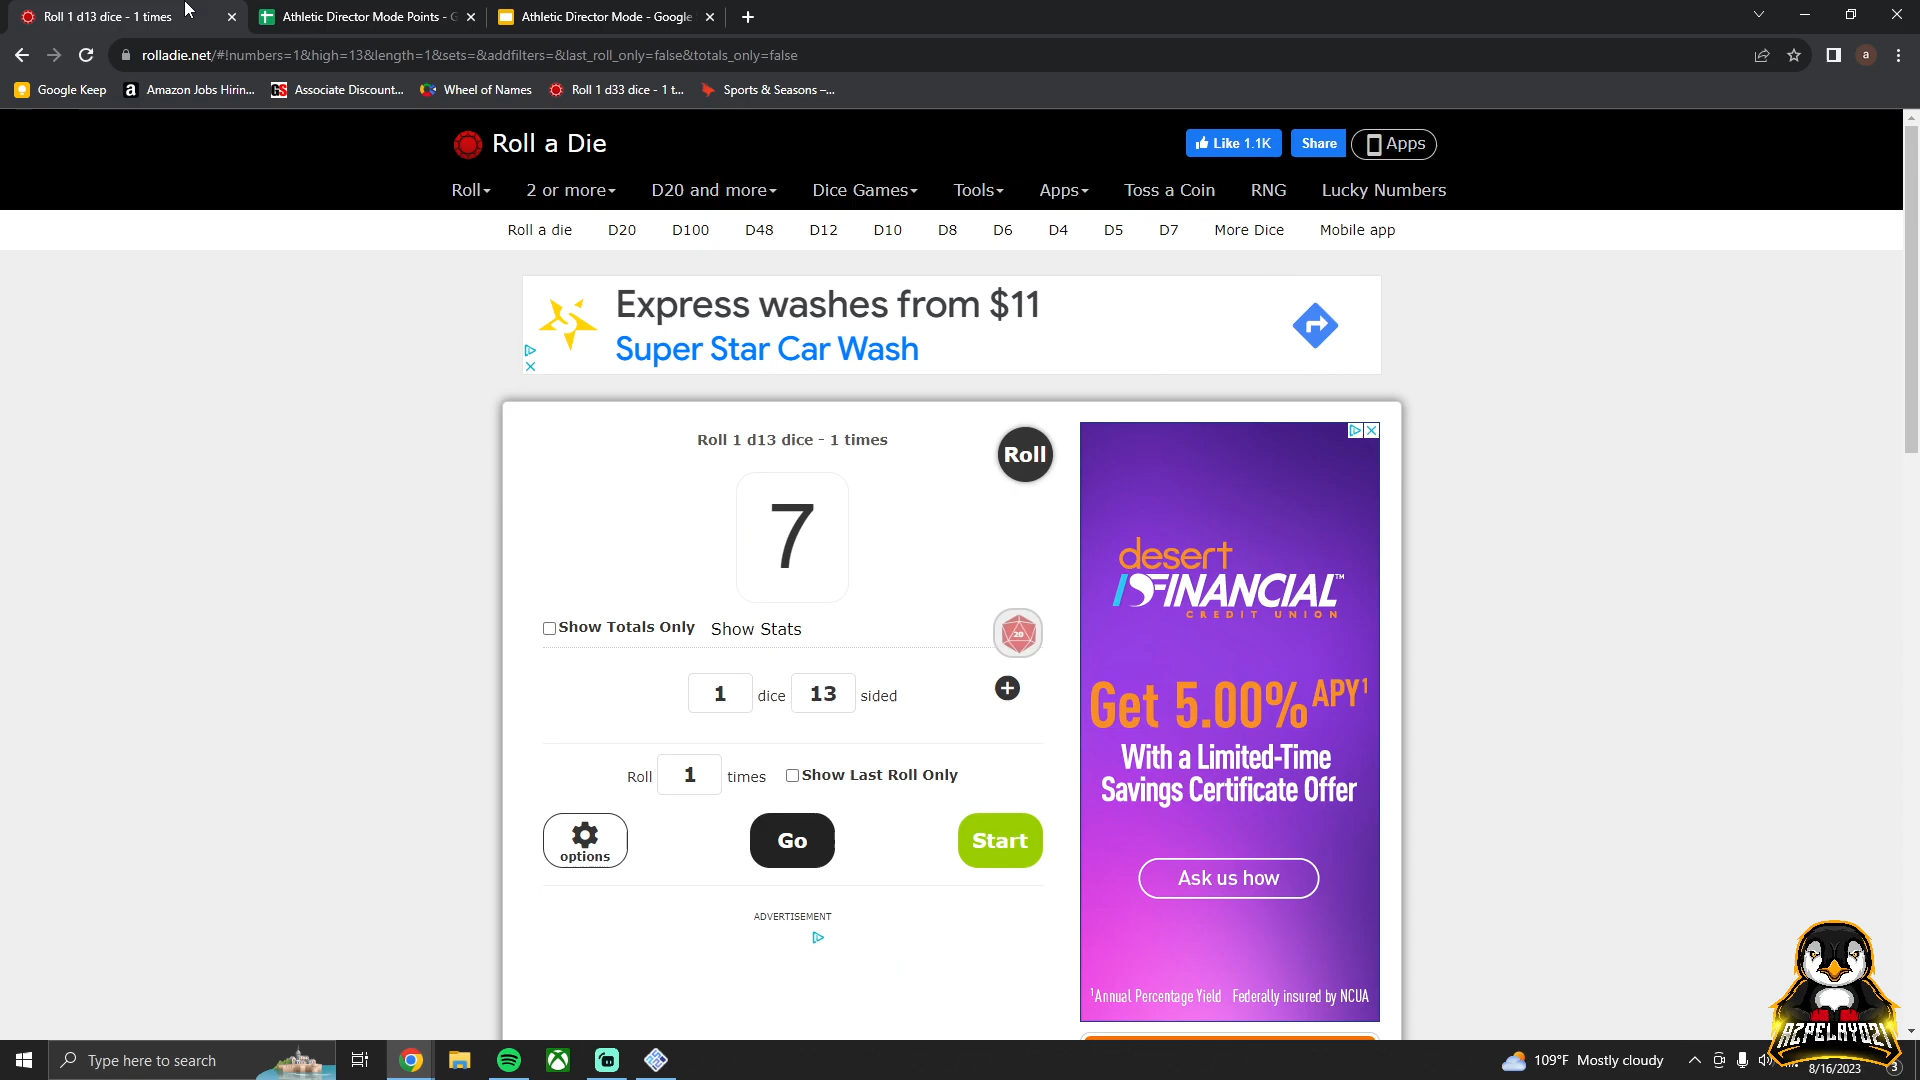 Roll 1 d13 dice - 1 times
Athletic Director Mode Points - G
Athletic Director Mode - Google
rolladie.net/#!numbers=1&high=13&length=1&sets=&addfilters=&last_roll_only=false&totals_only=false
a
Google Keep
a Amazon Jobs Hirin...
GS Associate Discount...
Wheel of Names
Roll 1 d33 dice - 1 t...
Sports & Seasons –...
Roll a Die
Like 1.1K
Share
Apps
Roll
2 or more
D20 and more
Dice Games
Tools
Apps
Toss a Coin
RNG
Lucky Numbers
Roll a die
D20
D100
D48
D12
D10
D8
D6
D4
D5
D7
More Dice
Mobile app
Express washes from $11
Super Star Car Wash
Roll 1 d13 dice - 1 times
Roll
7
Show Totals Only
Show Stats
20
1 dice 13 sided
Roll 1 times
Show Last Roll Only
options
Go
Start
ADVERTISEMENT
desert
FINANCIAL™
CREDIT UNION
Get 5.00% APY¹
With a Limited-Time
Savings Certificate Offer
Ask us how
¹Annual Percentage Yield Federally insured by NCUA
AZPELAYO21
Type here to search
109°F Mostly cloudy
8/16/2023
3